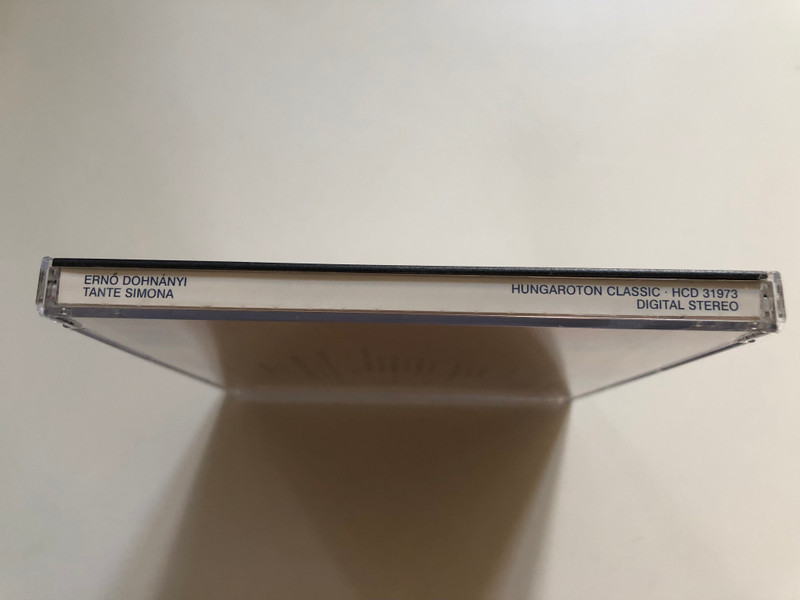 ERNŐ DOHNÁNYI
TANTE SIMONA
HUNGAROTON CLASSIC · HCD 31973
DIGITAL STEREO